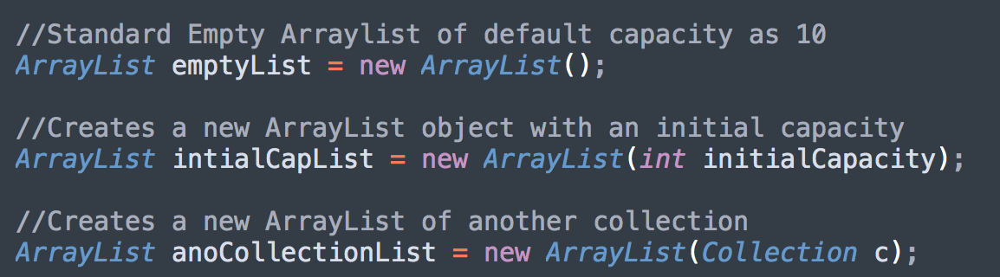 //Standard Empty Arraylist of default capacity as 10
ArrayList emptyList = new ArrayList();
//Creates a new ArrayList object with an initial capacity
ArrayList intialCapList = new ArrayList(int initialCapacity);
//Creates a new ArrayList of another collection
ArrayList anoCollectionList = new ArrayList(Collection c);